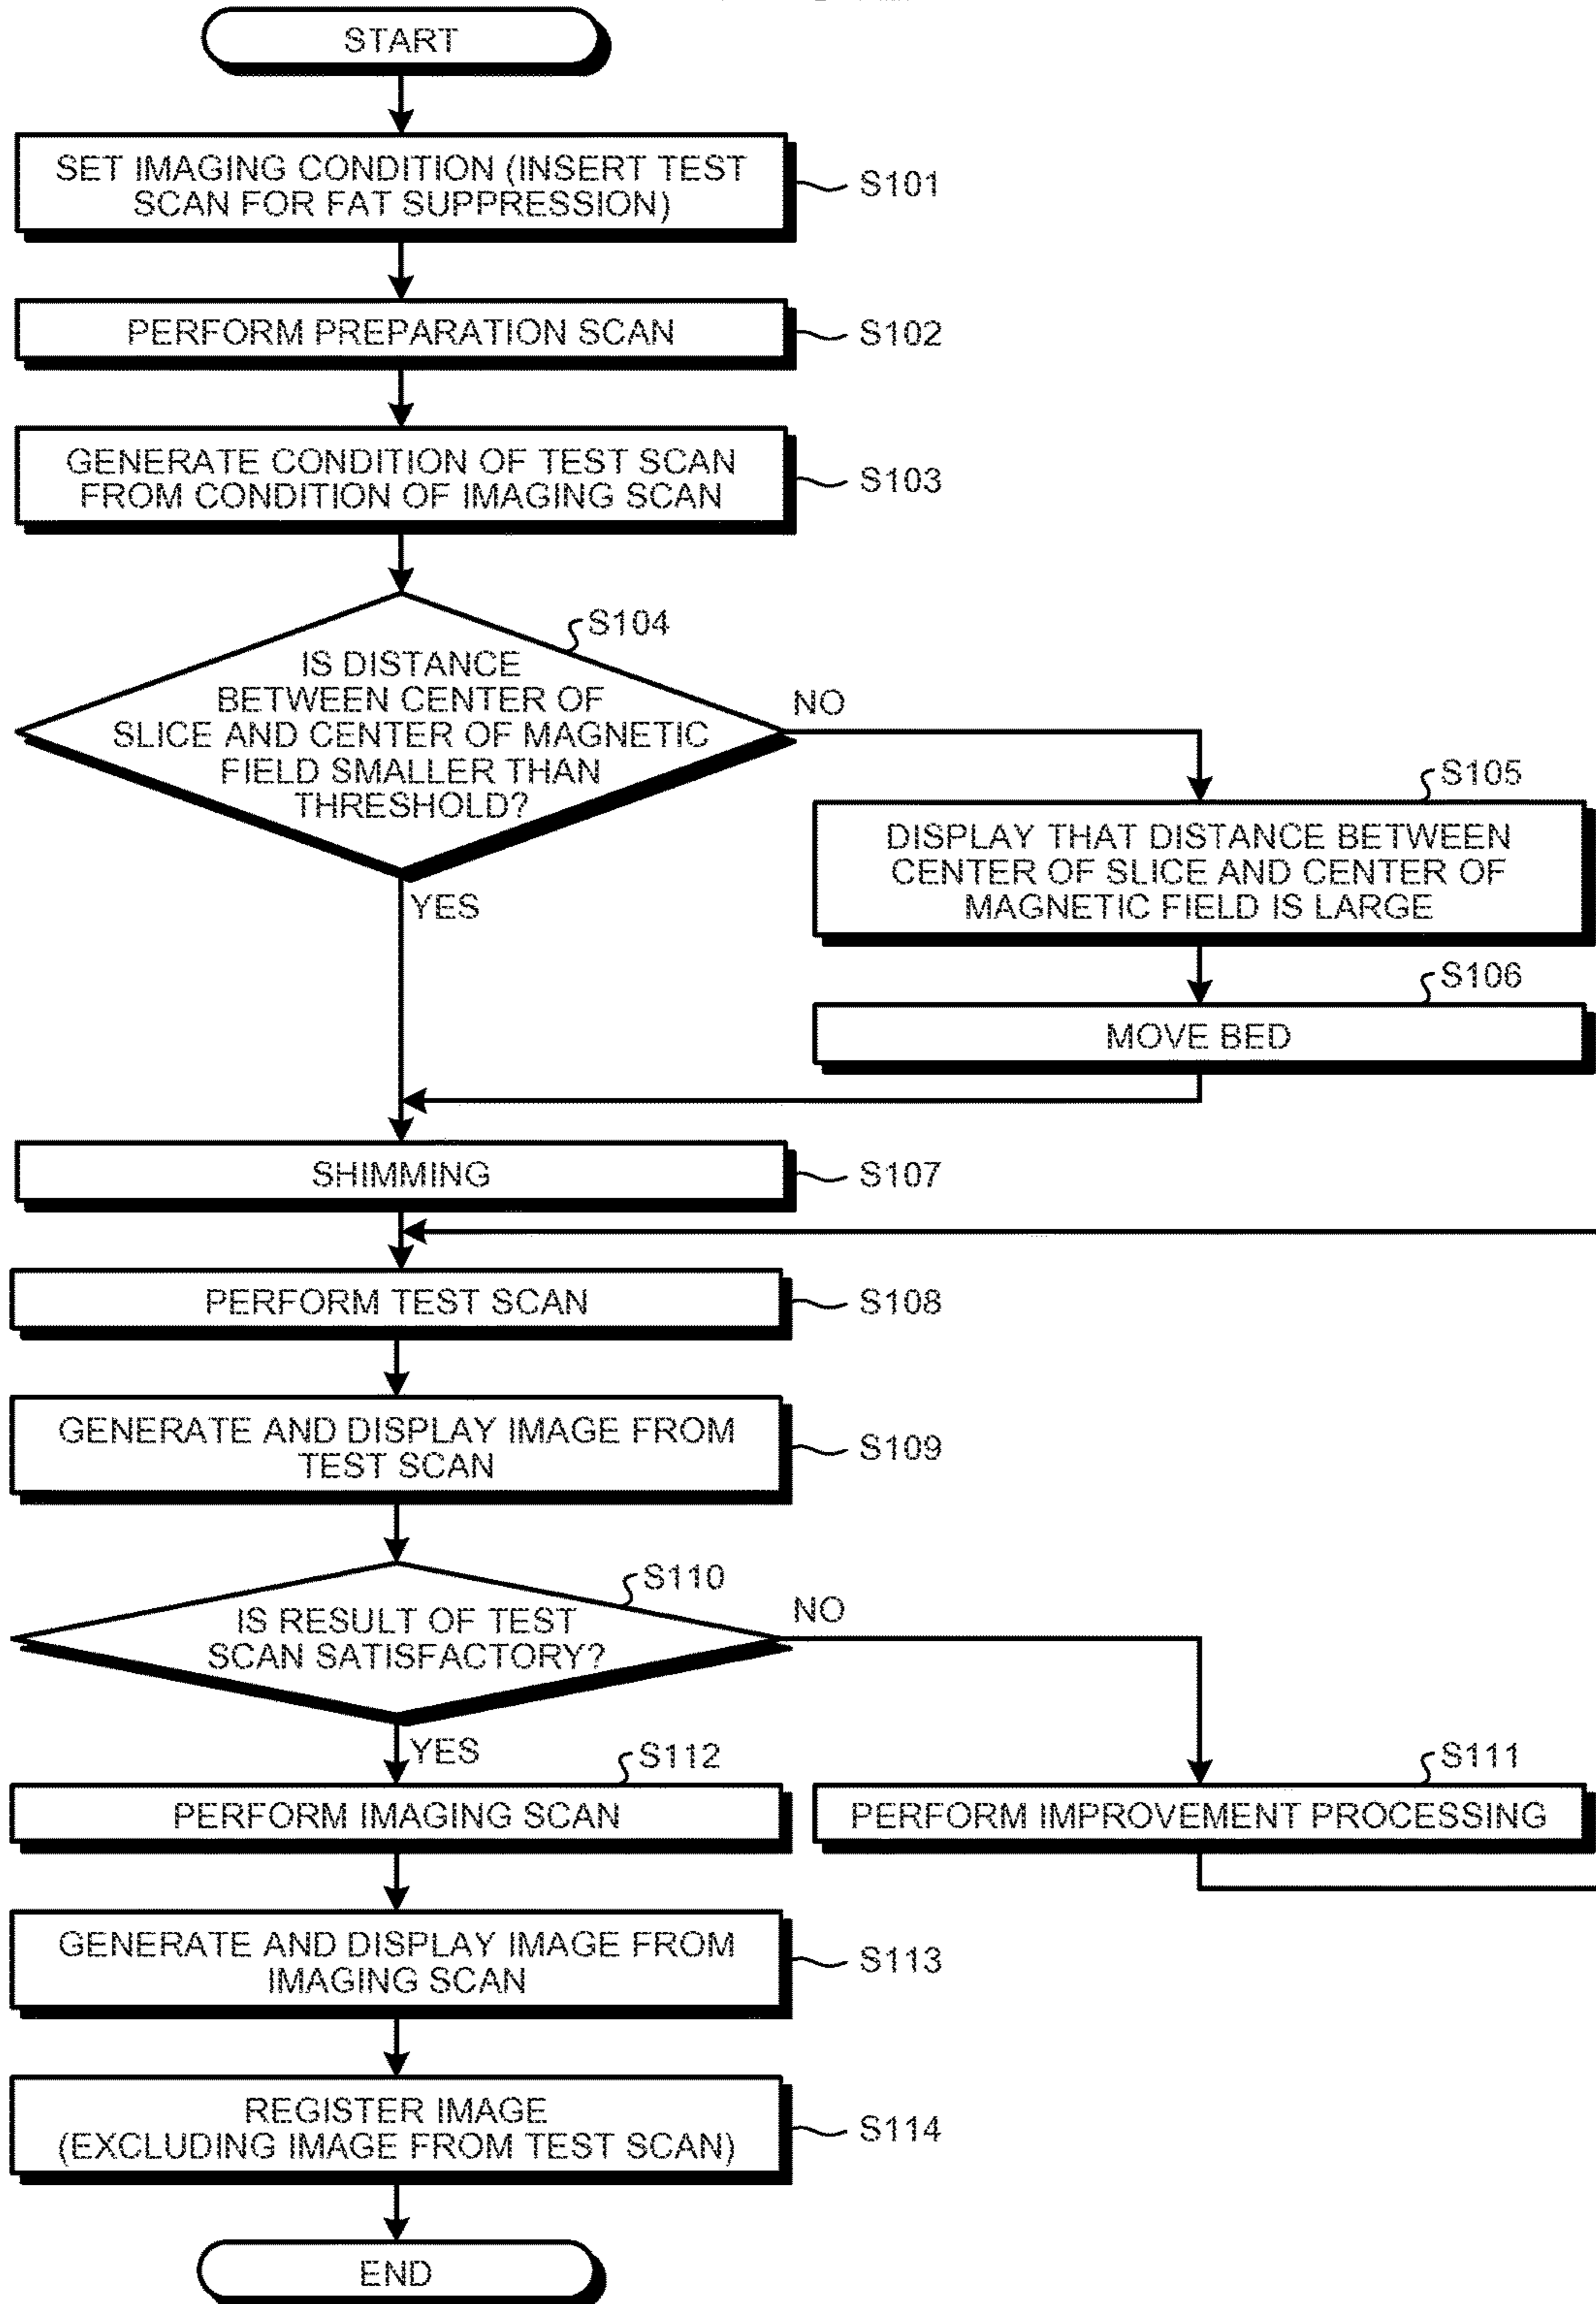 START
SET IMAGING CONDITION (INSERT TEST
SCAN FOR FAT SUPPRESSION)
S101
PERFORM PREPARATION SCAN
S102
GENERATE CONDITION OF TEST SCAN
FROM CONDITION OF IMAGING SCAN
S103
S104
IS DISTANCE
BETWEEN CENTER OF
SLICE AND CENTER OF MAGNETIC
FIELD SMALLER THAN
THRESHOLD?
NO
YES
S105
DISPLAY THAT DISTANCE BETWEEN
CENTER OF SLICE AND CENTER OF
MAGNETIC FIELD IS LARGE
S106
MOVE BED
SHIMMING
S107
PERFORM TEST SCAN
S108
GENERATE AND DISPLAY IMAGE FROM
TEST SCAN
S109
S110
IS RESULT OF TEST
SCAN SATISFACTORY?
NO
YES
S112
PERFORM IMAGING SCAN
S111
PERFORM IMPROVEMENT PROCESSING
GENERATE AND DISPLAY IMAGE FROM
IMAGING SCAN
S113
REGISTER IMAGE
(EXCLUDING IMAGE FROM TEST SCAN)
S114
END